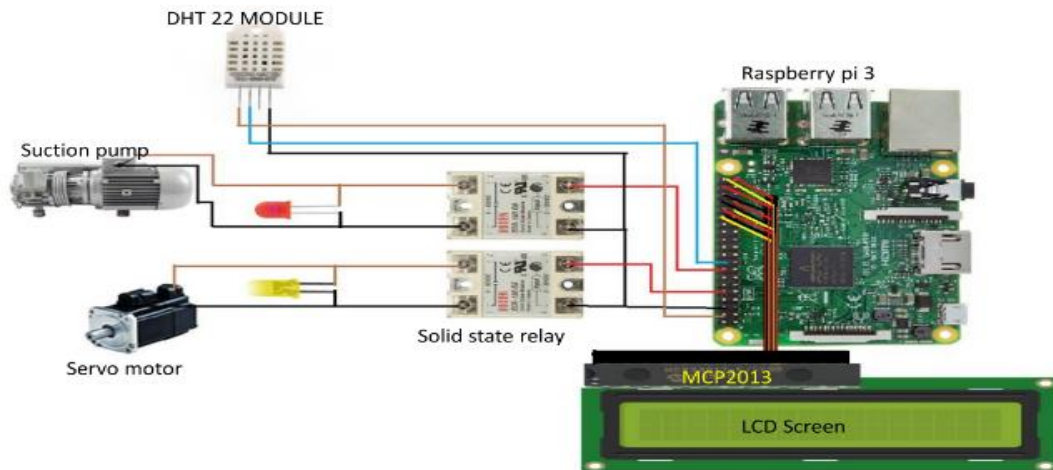 DHT 22 MODULE
Raspberry pi 3
Suction pump
Solid state relay
Servo motor
MCP2013
LCD Screen